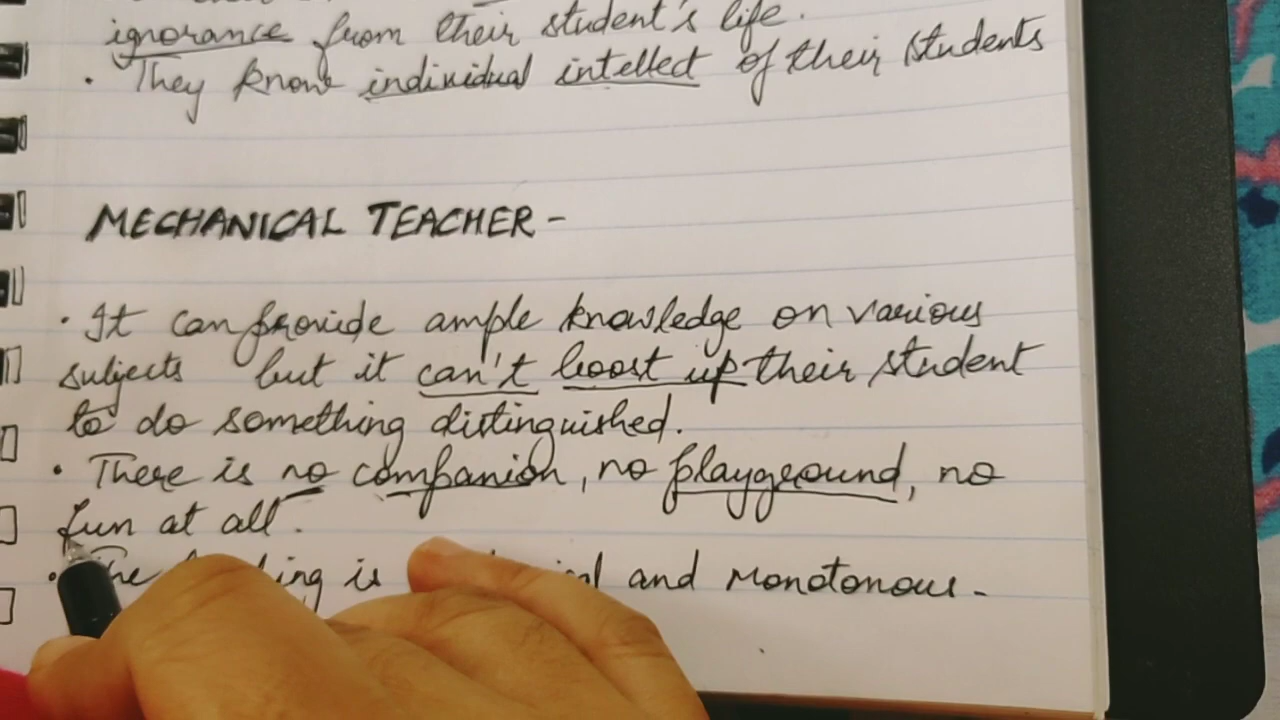 ignorance from their student's life.
• They know individual intellect of their students
MECHANICAL TEACHER -
• It can provide ample knowledge on various
subjects but it can't boost up their student
to do something distinguished.
• There is no companion, no playground, no
fun at all.
• The is and monotonous.